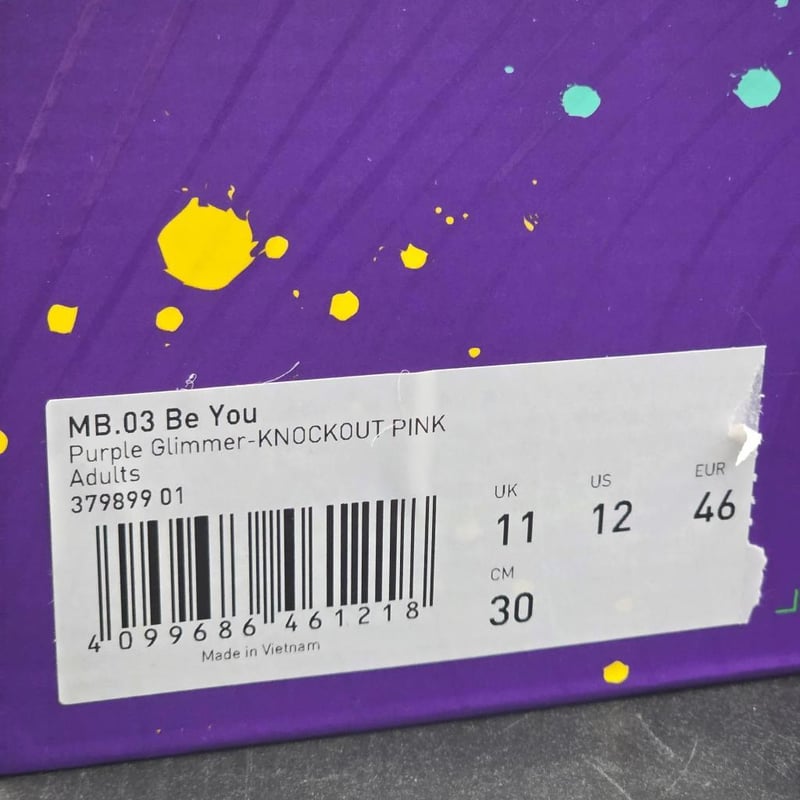 MB.03 Be You
Purple Glimmer-KNOCKOUT PINK
Adults
379899 01
UK
11
US
12
EUR
46
CM
30
4 099686 461218
Made in Vietnam